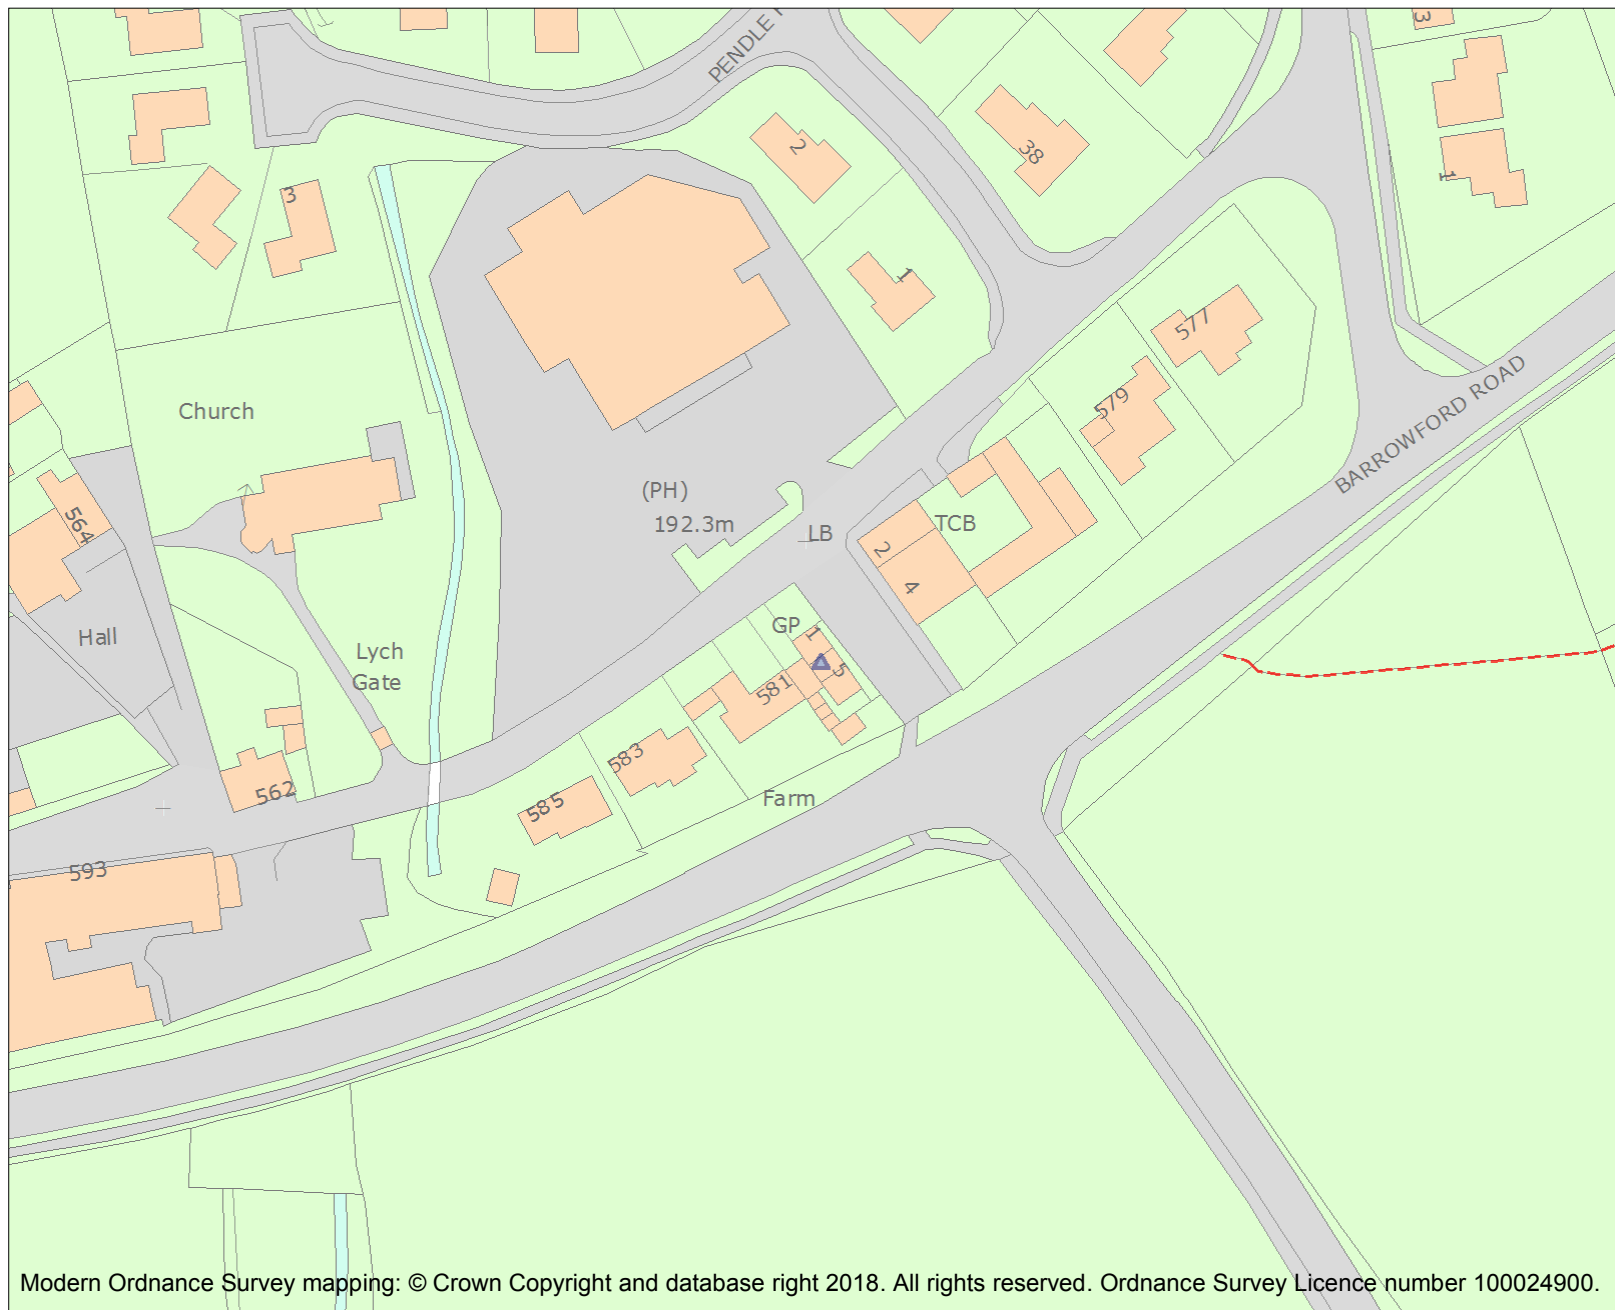 3
PENDLE
2
38
1
3
1
577
579
Church
(PH)
192.3m
LB
TCB
BARROWFORD ROAD
564
2
4
Hall
Lych
Gate
GP
1
5
581
583
585
Farm
562
593
Modern Ordnance Survey mapping: © Crown Copyright and database right 2018. All rights reserved. Ordnance Survey Licence number 100024900.